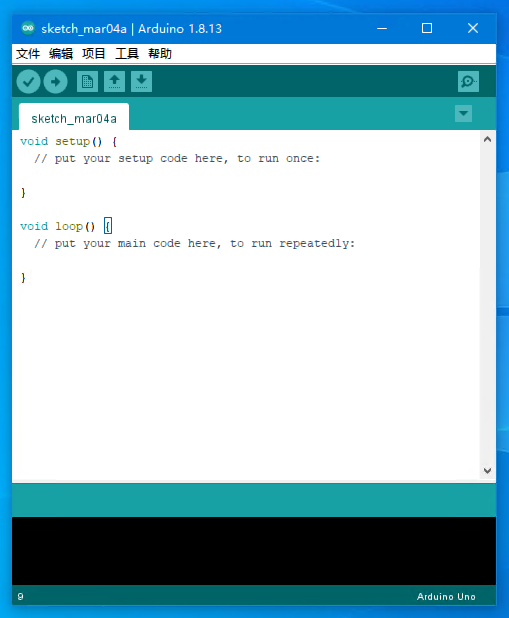 sketch_mar04a | Arduino 1.8.13
文件 编辑 项目 工具 帮助
sketch_mar04a
void setup() {
// put your setup code here, to run once:
}
void loop() {
// put your main code here, to run repeatedly:
}
9
Arduino Uno